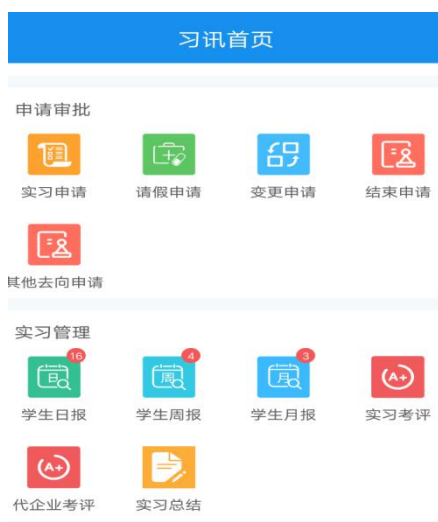 习讯首页
申请审批
实习申请 请假申请 变更申请 结束申请
其他去向申请
实习管理
16 4 3
日 周 月 A+
学生日报 学生周报 学生月报 实习考评
A+
代企业考评 实习总结